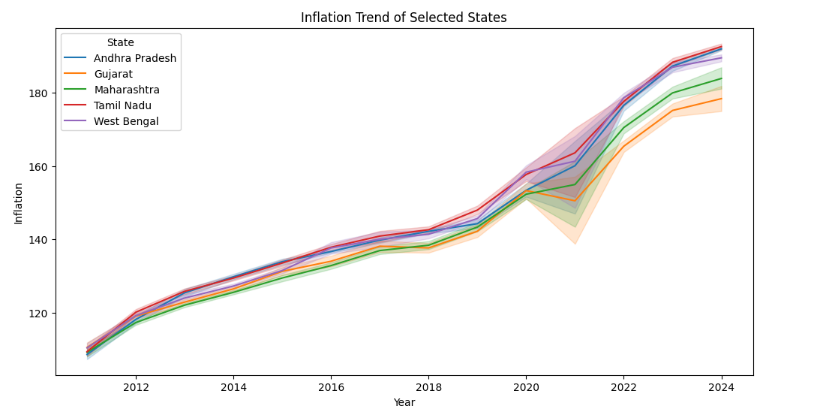 Inflation Trend of Selected States
State
Andhra Pradesh
Gujarat
Maharashtra
Tamil Nadu
West Bengal
Inflation
180
160
140
120
2012 2014 2016 2018 2020 2022 2024
Year